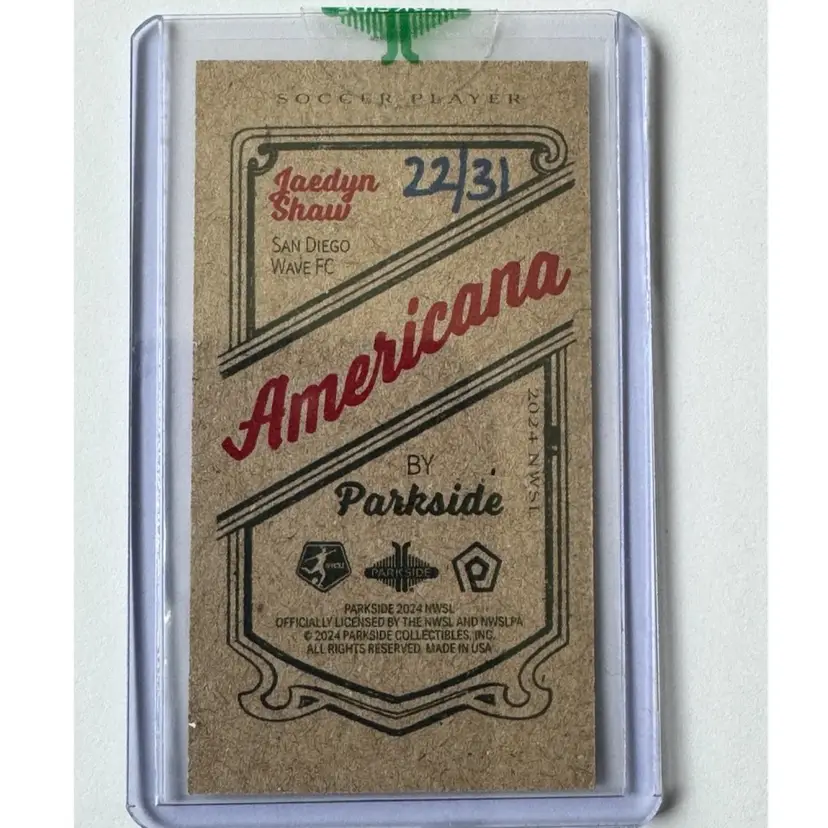 SOCCER PLAYER
Jaedyn
Shaw
22/31
SAN DIEGO
WAVE FC
Americana
2024 NWSL
BY
Parkside
NWSL
PARKSIDE
PARKSIDE 2024 NWSL
OFFICIALLY LICENSED BY THE NWSL AND NWSLPA
© 2024 PARKSIDE COLLECTIBLES, INC.
ALL RIGHTS RESERVED. MADE IN USA